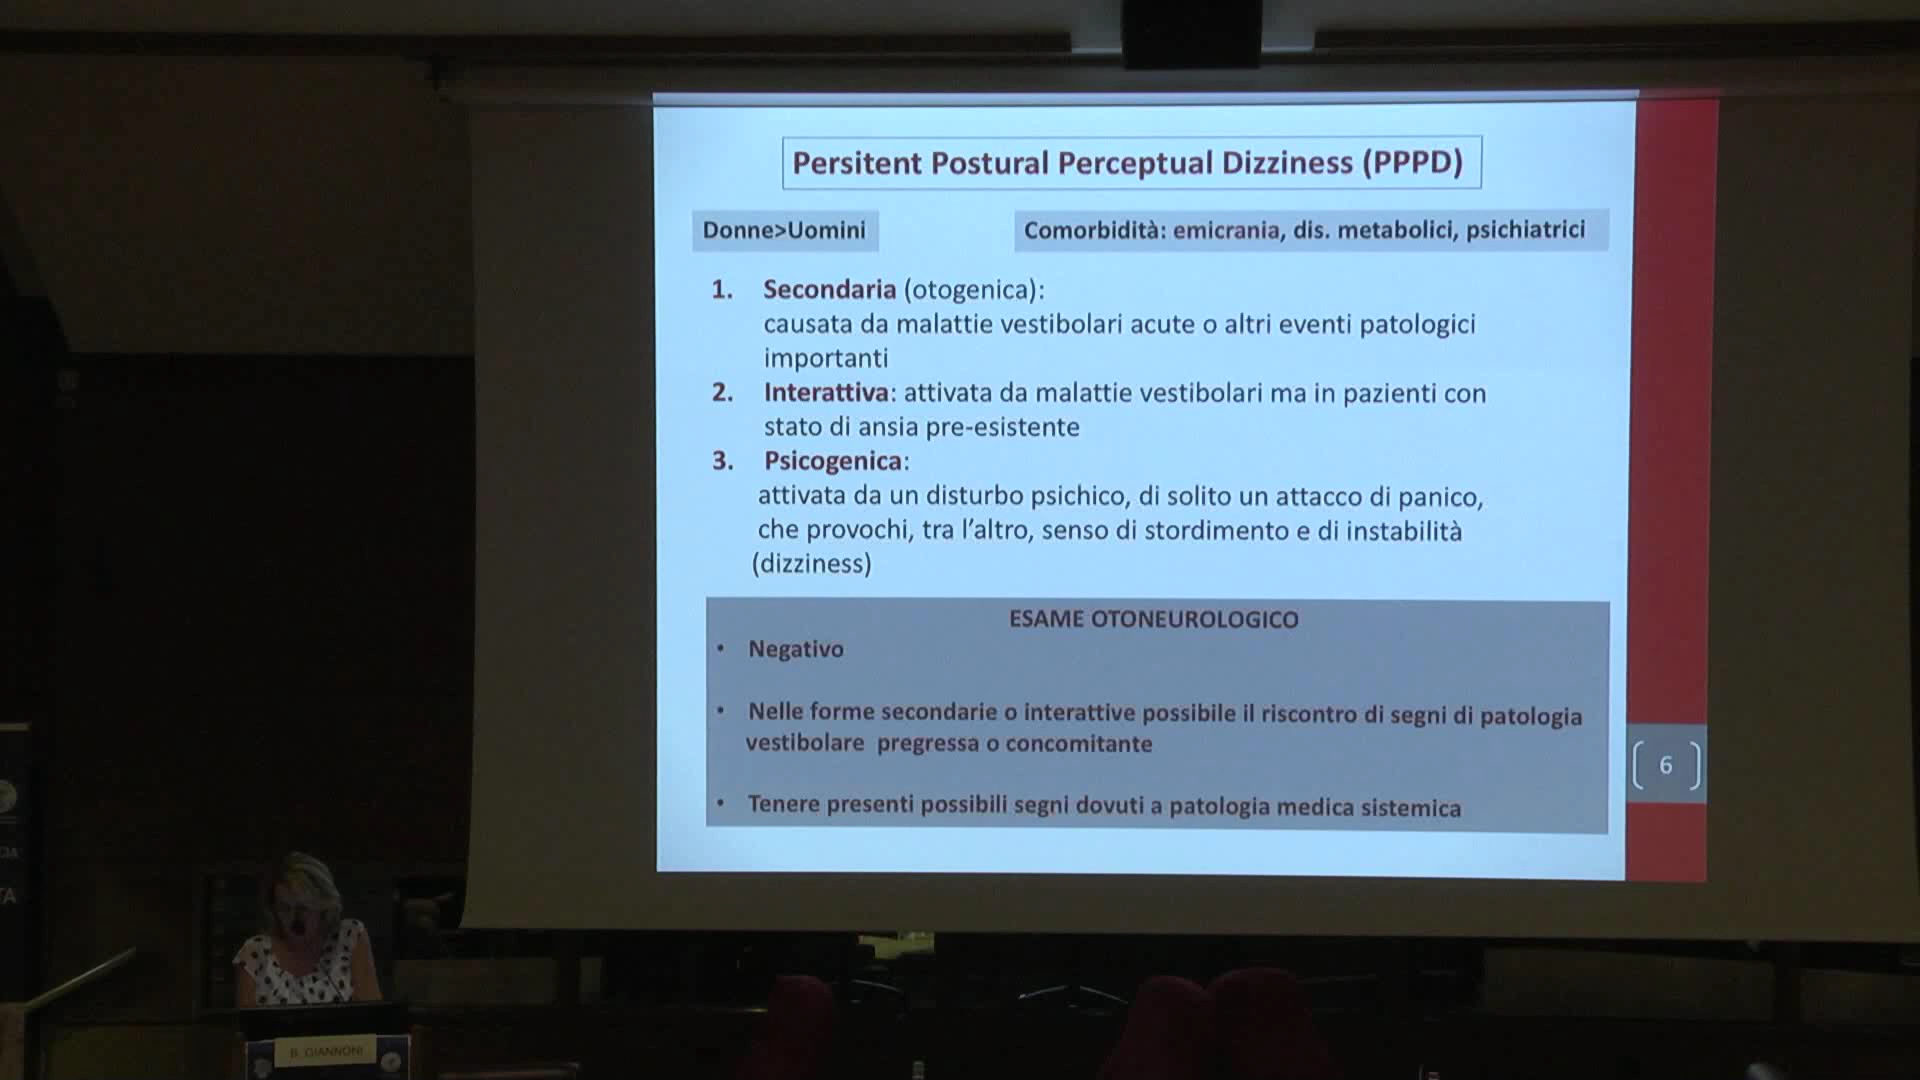 Persitent Postural Perceptual Dizziness (PPPD)
Donne>Uomini
Comorbidità: emicrania, dis. metabolici, psichiatrici
1. Secondaria (otogenica):
causata da malattie vestibolari acute o altri eventi patologici
importanti
2. Interattiva: attivata da malattie vestibolari ma in pazienti con
stato di ansia pre-esistente
3. Psicogenica:
attivata da un disturbo psichico, di solito un attacco di panico,
che provochi, tra l'altro, senso di stordimento e di instabilità
(dizziness)
ESAME OTONEUROLOGICO
• Negativo
• Nelle forme secondarie o interattive possibile il riscontro di segni di patologia
vestibolare pregressa o concomitante
• Tenere presenti possibili segni dovuti a patologia medica sistemica
6
TA
B. GIANNONI